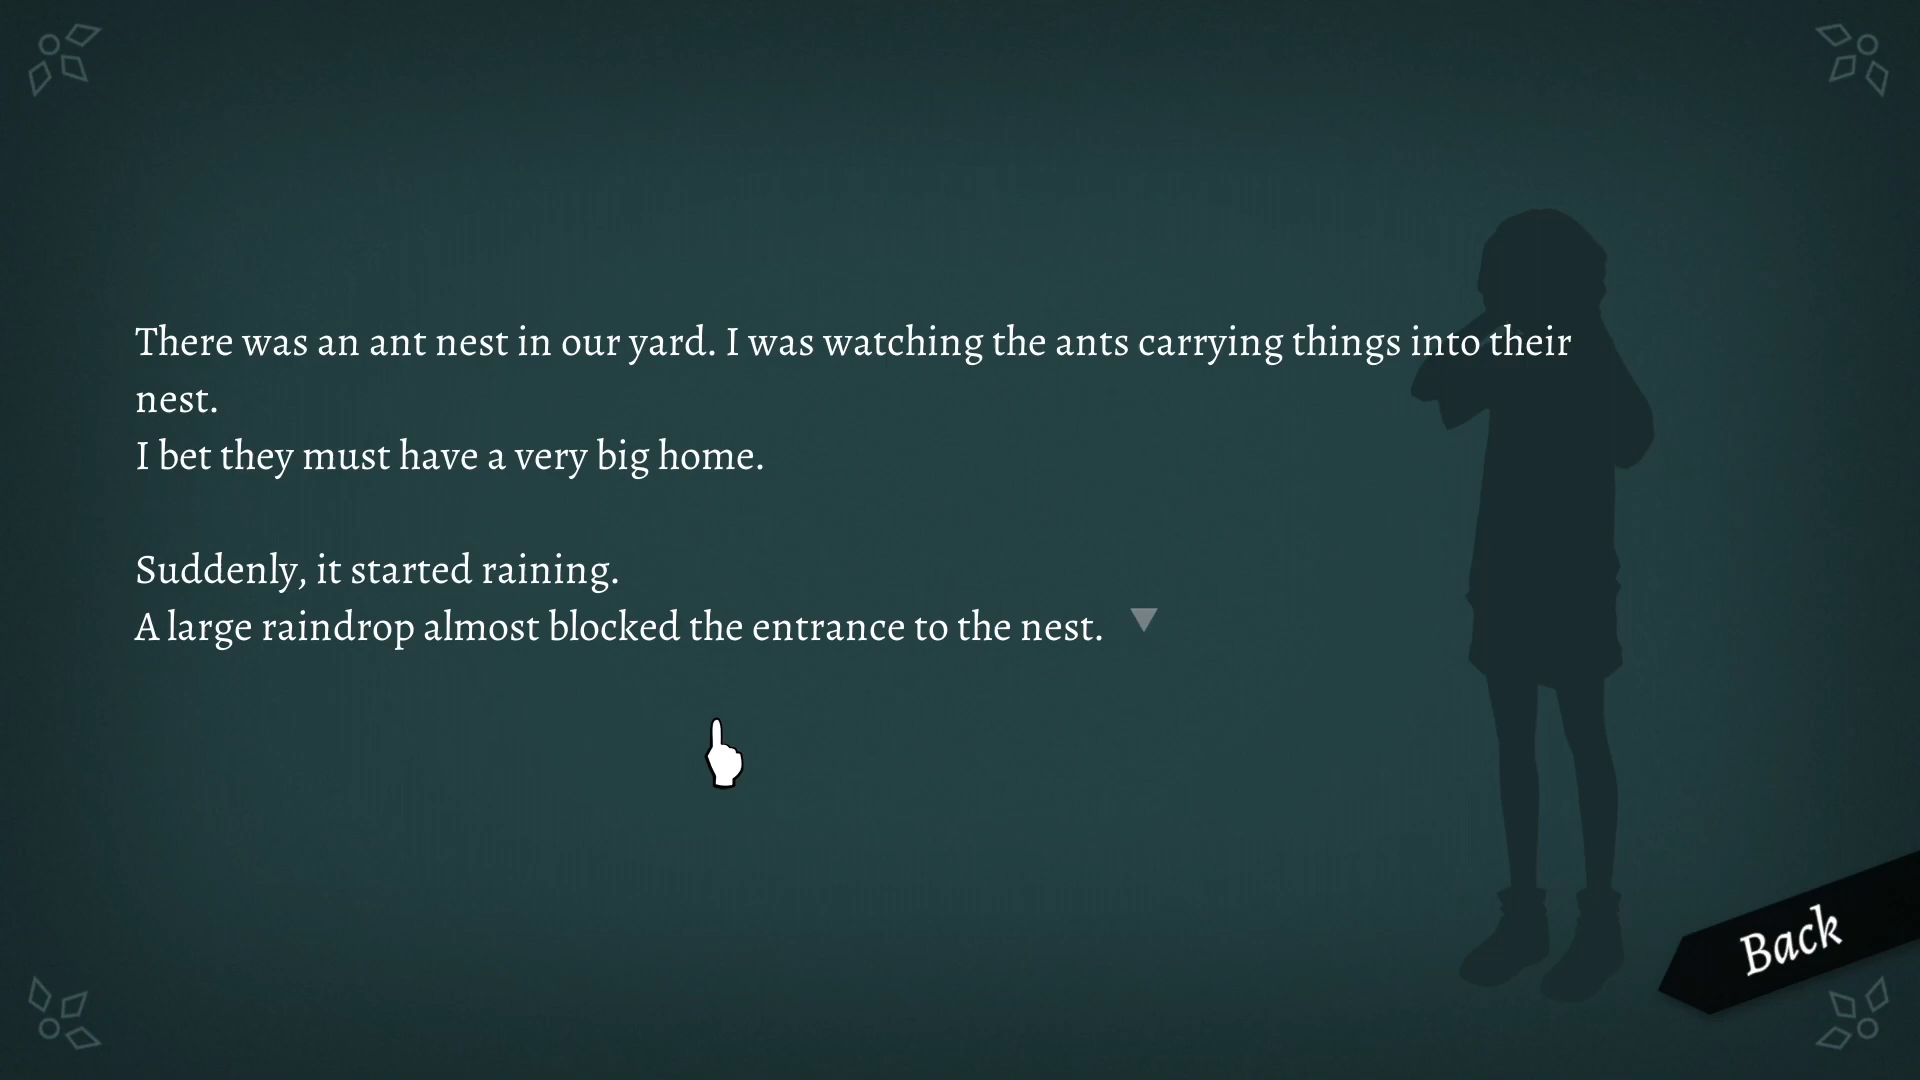 There was an ant nest in our yard. I was watching the ants carrying things into their
nest.
I bet they must have a very big home.
Suddenly, it started raining.
A large raindrop almost blocked the entrance to the nest.
Back